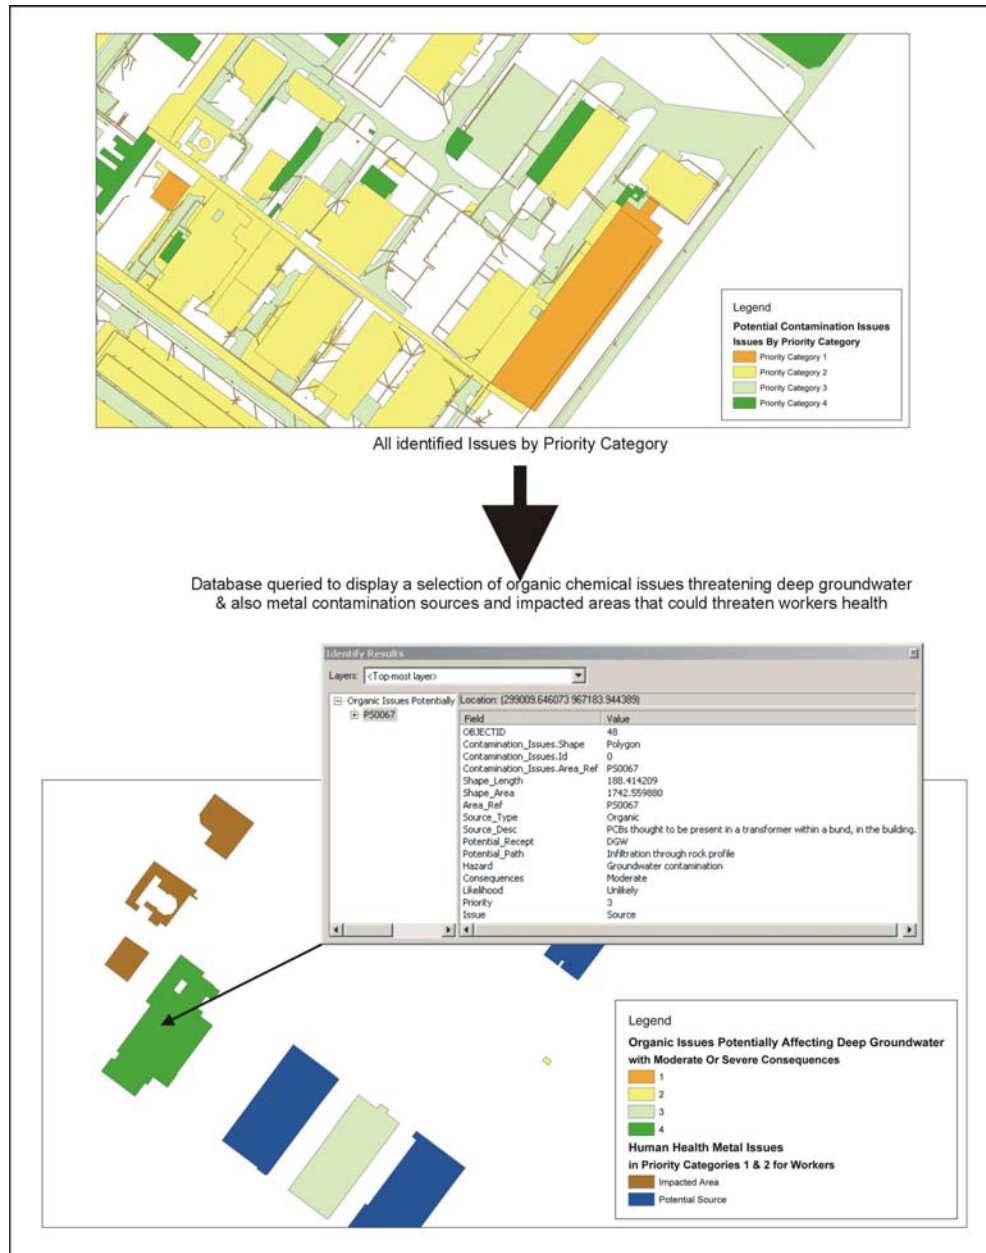 Legend
Potential Contamination Issues
Issues By Priority Category
Priority Category 1
Priority Category 2
Priority Category 3
Priority Category 4
All identified Issues by Priority Category
Database queried to display a selection of organic chemical issues threatening deep groundwater
& also metal contamination sources and impacted areas that could threaten workers health
Identify Results
Layers: <Top-most layer>
Organic Issues Potentially
PS0067
Location: (299009.646073 967183.944389)
Field Value
OBJECTID 48
Contamination_Issues.Shape Polygon
Contamination_Issues.Id 0
Contamination_Issues.Area_Ref PS0067
Shape_Length 188.414209
Shape_Area 1742.559880
Area_Ref PS0067
Source_Type Organic
Source_Desc PCBs thought to be present in a transformer within a bund, in the building.
Potential_Recept DGW
Potential_Path Infiltration through rock profile
Hazard Groundwater contamination
Consequences Moderate
Likelihood Unlikely
Priority 3
Issue Source
Legend
Organic Issues Potentially Affecting Deep Groundwater
with Moderate Or Severe Consequences
1
2
3
4
Human Health Metal Issues
in Priority Categories 1 & 2 for Workers
Impacted Area
Potential Source